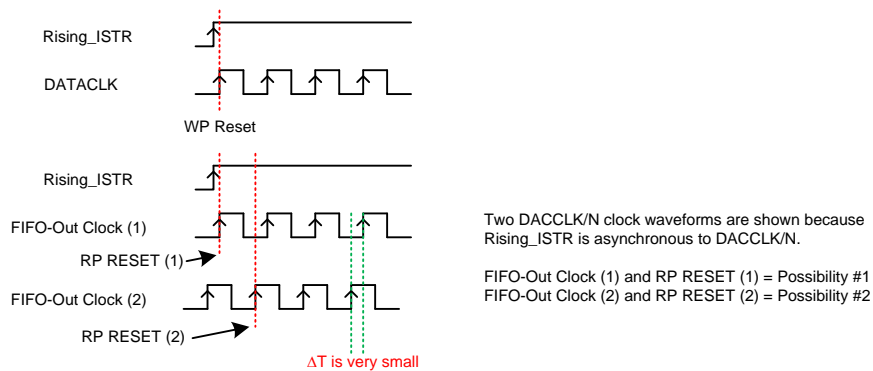 Rising_ISTR
DATACLK
WP Reset
Rising_ISTR
FIFO-Out Clock (1)
RP RESET (1)
FIFO-Out Clock (2)
RP RESET (2)
ΔT is very small
Two DACCLK/N clock waveforms are shown because
Rising_ISTR is asynchronous to DACCLK/N.
FIFO-Out Clock (1) and RP RESET (1) = Possibility #1
FIFO-Out Clock (2) and RP RESET (2) = Possibility #2